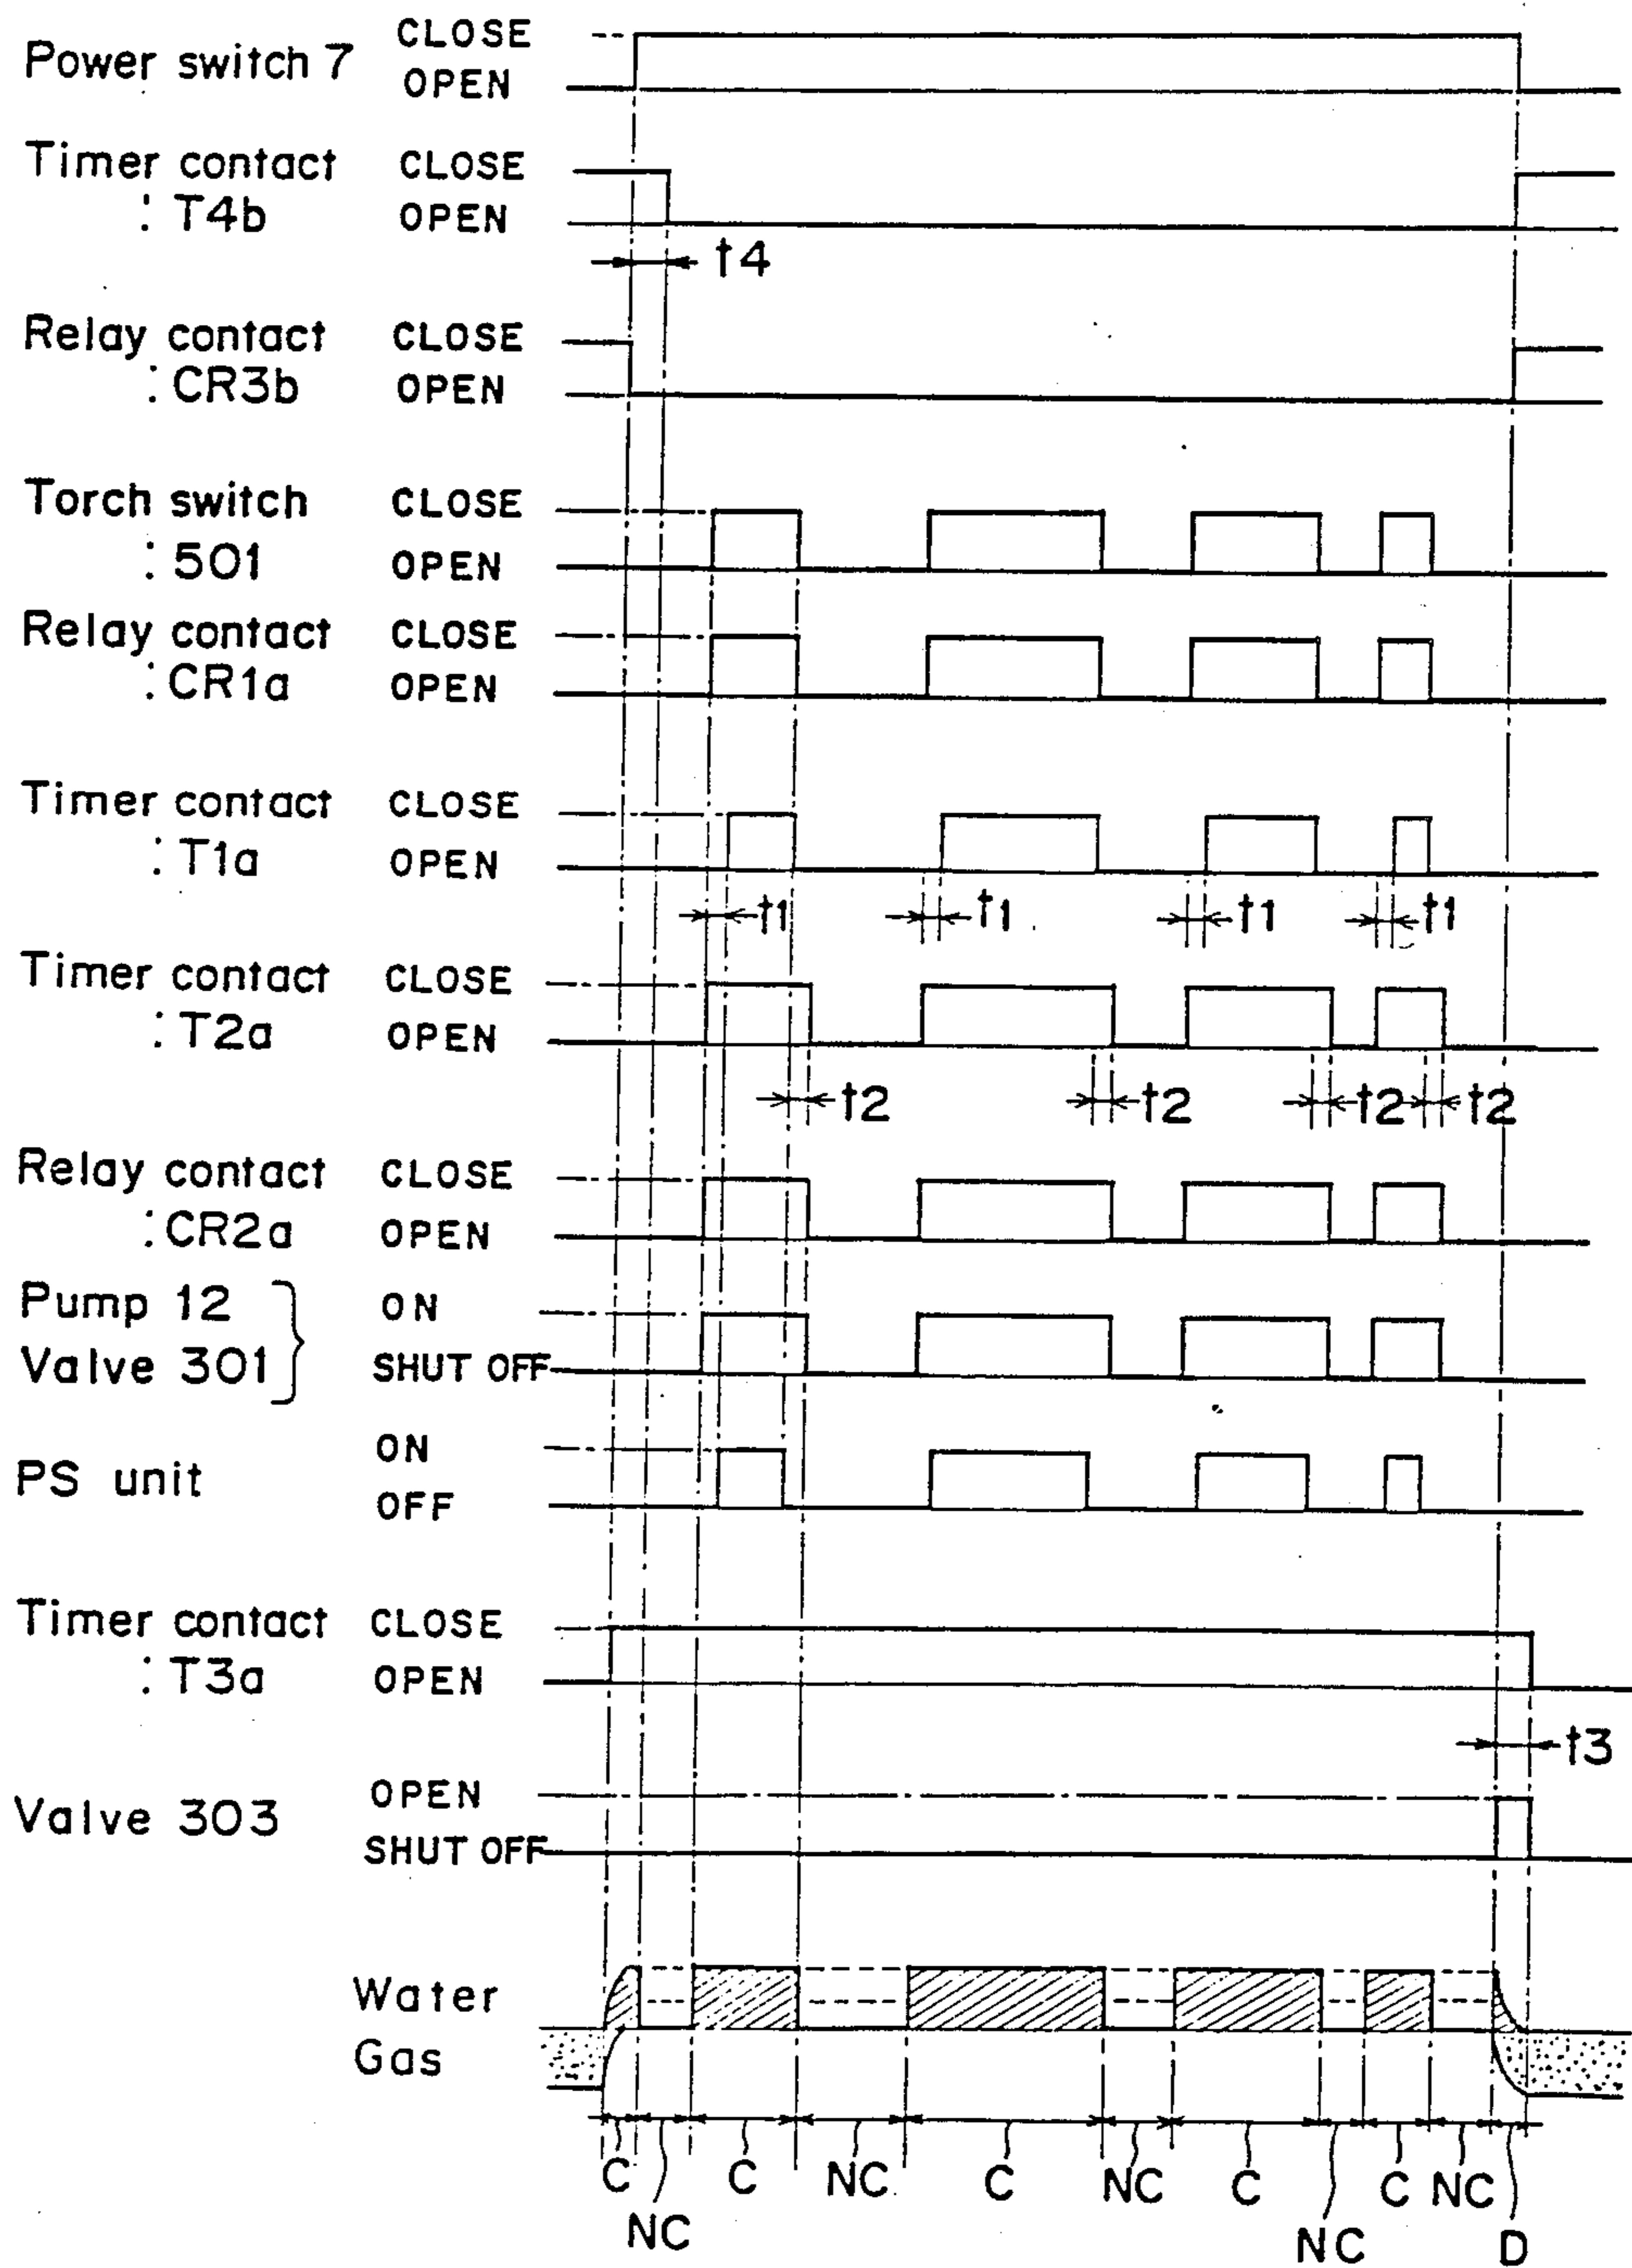 Power switch 7 CLOSE
OPEN
Timer contact CLOSE
: T4b OPEN
t4
Relay contact CLOSE
: CR3b OPEN
Torch switch CLOSE
: 501 OPEN
Relay contact CLOSE
: CR1a OPEN
Timer contact CLOSE
: T1a OPEN
t1 t1 t1 t1
Timer contact CLOSE
: T2a OPEN
t2 t2 t2 t2
Relay contact CLOSE
: CR2a OPEN
Pump 12 ON
Valve 301 SHUT OFF
PS unit ON
OFF
Timer contact CLOSE
: T3a OPEN
t3
Valve 303 OPEN
SHUT OFF
Water
Gas
C NC C NC C NC C NC C NC D